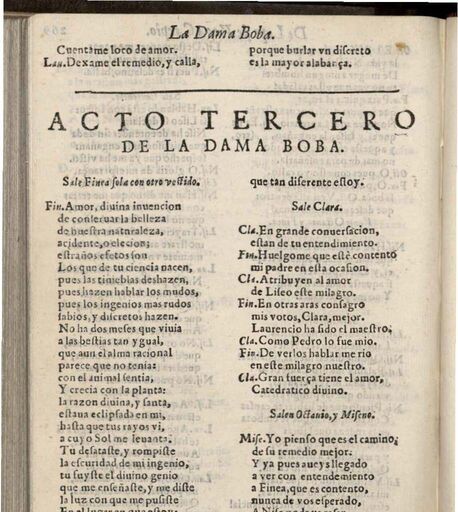 La Dama Boba.
Cuentame loco de amor.
Lau. Dexame el remedio, y calla,
porque burlar vn discreto
es la mayor alabança.
ACTO TERCERO
DE LA DAMA BOBA.
Sale Finea sola con otro vestido.
Fin. Amor, diuina inuencion
de conseruar la belleza
de nuestra naturaleza,
acidente, o elecion;
estraños efetos son
Los que de tu ciencia nacen,
pues las tinieblas deshazen,
pues hazen hablar los mudos,
pues los ingenios mas rudos
sabios, y discretos hazen.
No ha dos meses que viuia
a las bestias tan ygual,
que aun el alma racional
parece que no tenia:
con el animal sentia,
Y crecia con la planta:
la razon diuina, y santa,
estaua eclipsada en mi,
hasta que tus rayos vi,
a cuyo Sol me leuanta.
Tu desataste, y rompiste
la escuridad de mi ingenio,
tu fuyste el diuino genio
que me enseñaste, y me diste
la luz con que me pusiste
En el lugar en que estoy:
que tan diferente estoy.
Sale Clara.
Cla. En grande conuersacion,
estan de tu entendimiento.
Fin. Huelgome que esté contento
mi padre en esta ocasion.
Cla. Atribuyen al amor
de Liseo este milagro.
Fin. En otras aras consagro
mis votos, Clara, mejor.
Laurencio ha sido el maestro;
Cla. Como Pedro lo fue mio.
Fin. De verlos hablar me rio
en este milagro nuestro.
Cla. Gran fuerça tiene el amor,
Catedratico diuino.
Salen Octauio, y Miseno.
Mise. Yo pienso que es el camino,
de su remedio mejor.
Y ya pues aueys llegado
a ver con entendimiento
a Finea, que es contento,
nunca de vos esperado,